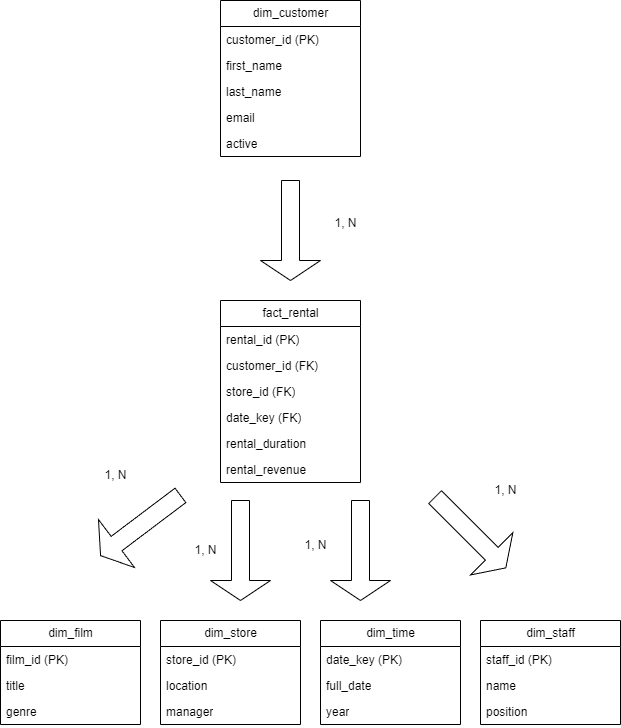 dim_customer
customer_id (PK)
first_name
last_name
email
active
1, N
fact_rental
rental_id (PK)
customer_id (FK)
store_id (FK)
date_key (FK)
rental_duration
rental_revenue
1, N
1, N
1, N
1, N
dim_film
film_id (PK)
title
genre
dim_store
store_id (PK)
location
manager
dim_time
date_key (PK)
full_date
year
dim_staff
staff_id (PK)
name
position